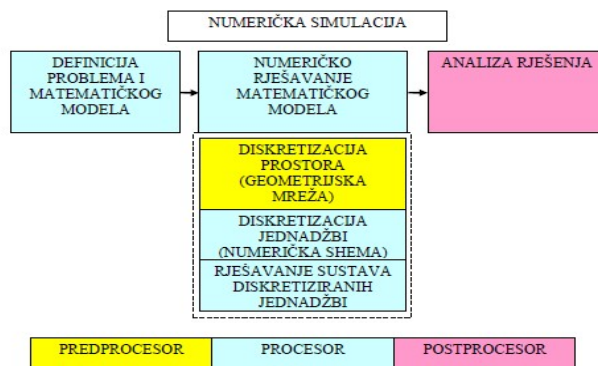 NUMERIČKA SIMULACIJA
DEFINICIJA
PROBLEMA I
MATEMATIČKOG
MODELA
NUMERIČKO
RJEŠAVANJE
MATEMATIČKOG
MODELA
ANALIZA RJEŠENJA
DISKRETIZACIJA
PROSTORA
(GEOMETRIJSKA
MREŽA)
DISKRETIZACIJA
JEDNADŽBI
(NUMERIČKA SHEMA)
RJEŠAVANJE SUSTAVA
DISKRETIZIRANIH
JEDNADŽBI
PREDPROCESOR
PROCESOR
POSTPROCESOR